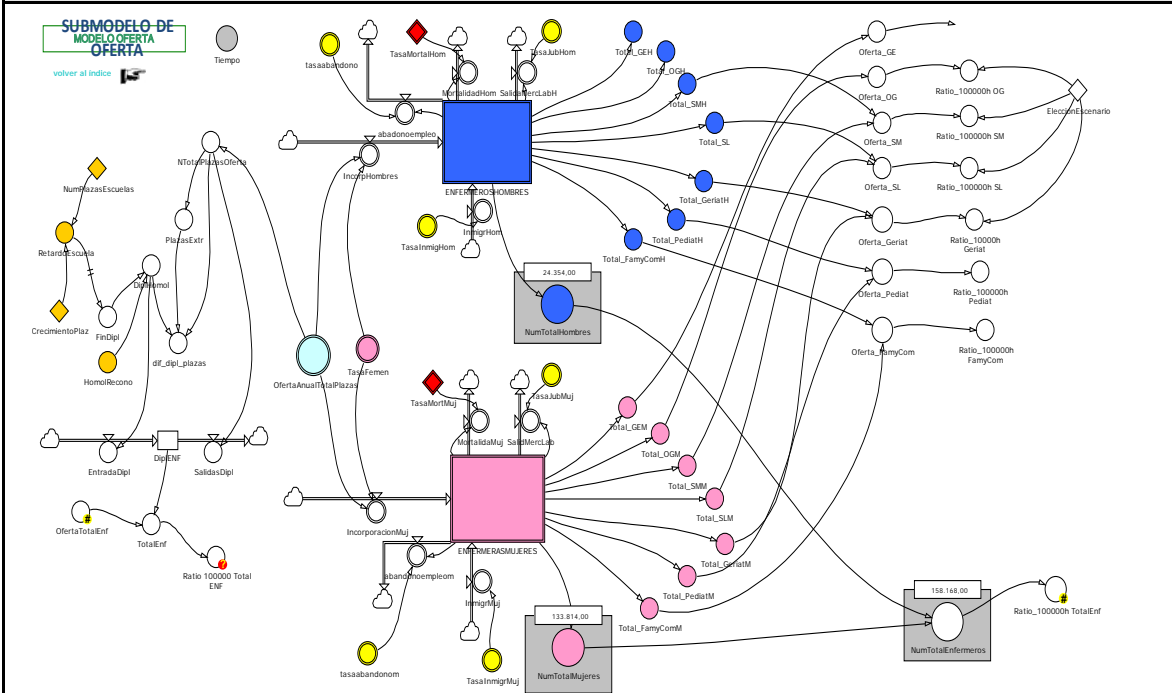 SUBMODELO DE
MODELO OFERTA
OFERTA
volver al índice
Tiempo
tasaabandono
TasaMortalHom
TasaJubHom
MortalidadHom
SalidaMercLabH
abadonoempleo
IncorpHombres
ENFERMEROSHOMBRES
TasaInmigHom
InmigrHom
24.354,00
NumTotalHombres
Total_GEH
Total_OGH
Total_SMH
Total_SL
Total_GeriatH
Total_PediatH
Total_FamyComH
Oferta_GE
Oferta_OG
Oferta_SM
Oferta_SL
Oferta_Geriat
Oferta_Pediat
Oferta_FamyCom
Ratio_100000h OG
Ratio_100000h SM
Ratio_100000h SL
Ratio_10000h
Geriat
Ratio_100000h
Pediat
Ratio_100000h
FamyCom
EleccionEscenario
NTotalPlazasOferta
NumPlazasEscuelas
RetardoEscuela
PlazasExtr
DiplHomol
CrecimientoPlaz
FinDipl
HomolRecono
dif_dipl_plazas
OfertaAnualTotalPlazas
TasaFemen
EntradaDipl
DiplENF
SalidasDipl
OfertaTotalEnf
#
TotalEnf
?
Ratio 100000 Total
ENF
TasaMortMuj
TasaJubMuj
MortalidaMuj
SalidMercLab
ENFERMERASMUJERES
IncorporacionMuj
abandonoempleom
InmigrMuj
tasaabandonom
TasaInmigrMuj
133.814,00
NumTotalMujeres
Total_GEM
Total_OGM
Total_SMM
Total_SLM
Total_GeriatM
Total_PediatM
Total_FamyComM
158.168,00
NumTotalEnfermeros
#
Ratio_100000h TotalEnf